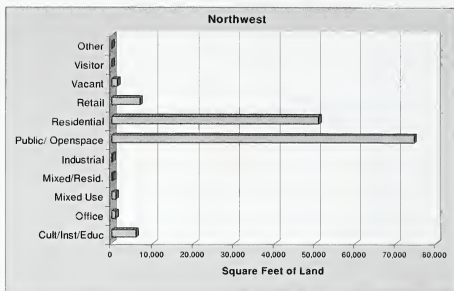 Northwest
Other
Visitor
Vacant
Retail
Residential
Public/ Openspace
Industrial
Mixed/Resid.
Mixed Use
Office
Cult/Inst/Educ
0 10,000 20,000 30,000 40,000 50,000 60,000 70,000 80,000
Square Feet of Land